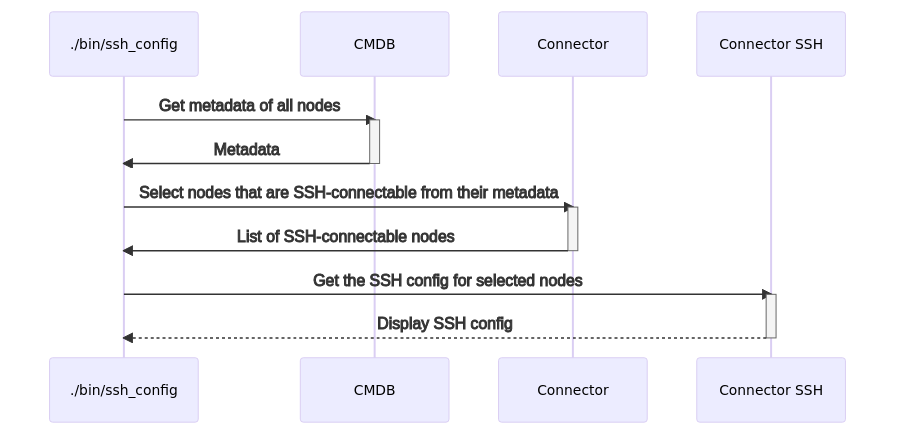 ./bin/ssh_config
CMDB
Connector
Connector SSH
Get metadata of all nodes
Metadata
Select nodes that are SSH-connectable from their metadata
List of SSH-connectable nodes
Get the SSH config for selected nodes
Display SSH config
./bin/ssh_config
CMDB
Connector
Connector SSH